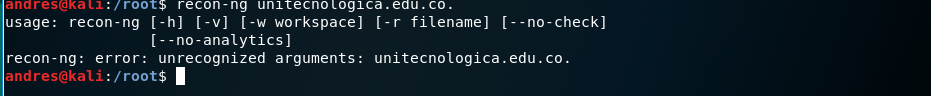 andres@kali:/root$ recon-ng unitecnologica.edu.co.
usage: recon-ng [-h] [-v] [-w workspace] [-r filename] [--no-check]
                [--no-analytics]
recon-ng: error: unrecognized arguments: unitecnologica.edu.co.
andres@kali:/root$